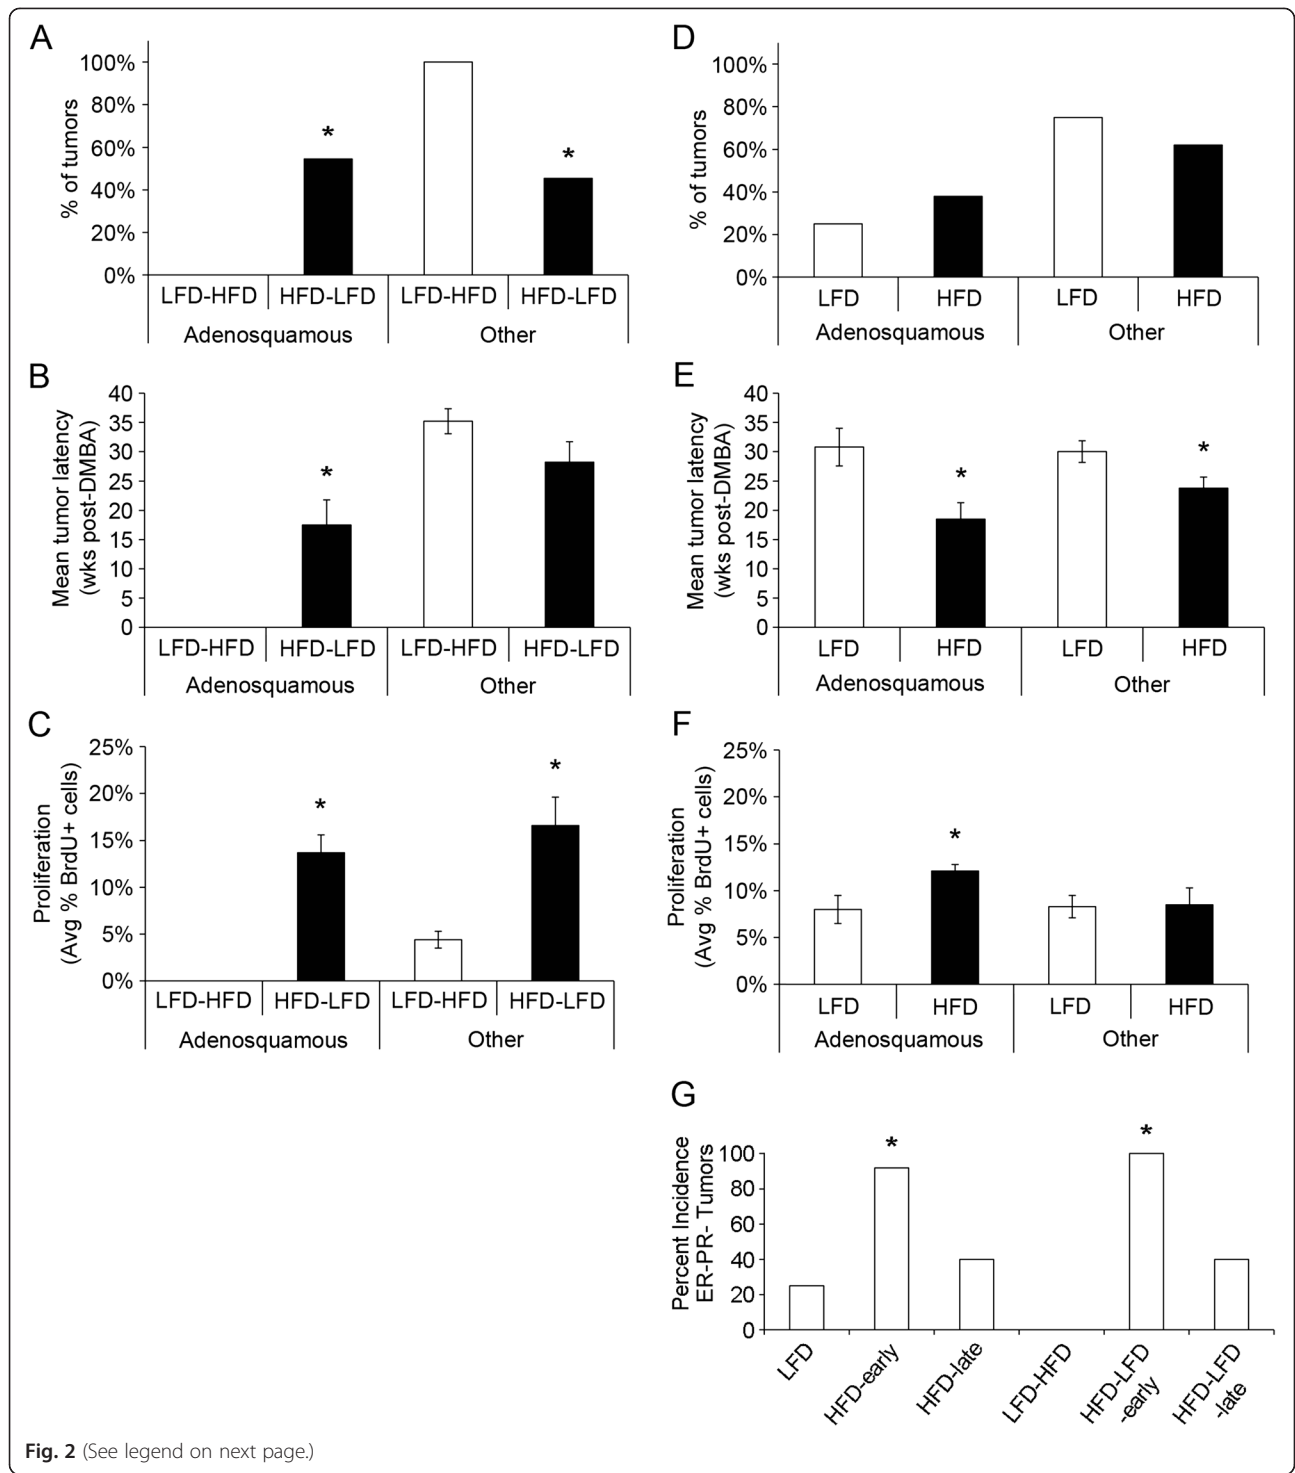 A
% of tumors
100%
80%
60%
40%
20%
0%
*
*
LFD-HFD HFD-LFD LFD-HFD HFD-LFD
Adenosquamous Other
D
% of tumors
100%
80%
60%
40%
20%
0%
LFD HFD LFD HFD
Adenosquamous Other
B
Mean tumor latency
(wks post-DMBA)
40
35
30
25
20
15
10
5
0
*
LFD-HFD HFD-LFD LFD-HFD HFD-LFD
Adenosquamous Other
E
Mean tumor latency
(wks post-DMBA)
40
35
30
25
20
15
10
5
0
*
*
LFD HFD LFD HFD
Adenosquamous Other
C
Proliferation
(Avg % BrdU+ cells)
25%
20%
15%
10%
5%
0%
*
*
LFD-HFD HFD-LFD LFD-HFD HFD-LFD
Adenosquamous Other
F
Proliferation
(Avg % BrdU+ cells)
25%
20%
15%
10%
5%
0%
*
LFD HFD LFD HFD
Adenosquamous Other
G
Percent Incidence
ER-PR- Tumors
100
80
60
40
20
0
*
*
LFD
HFD-early
HFD-late
LFD-HFD
HFD-LFD
-early
HFD-LFD
-late
Fig. 2 (See legend on next page.)